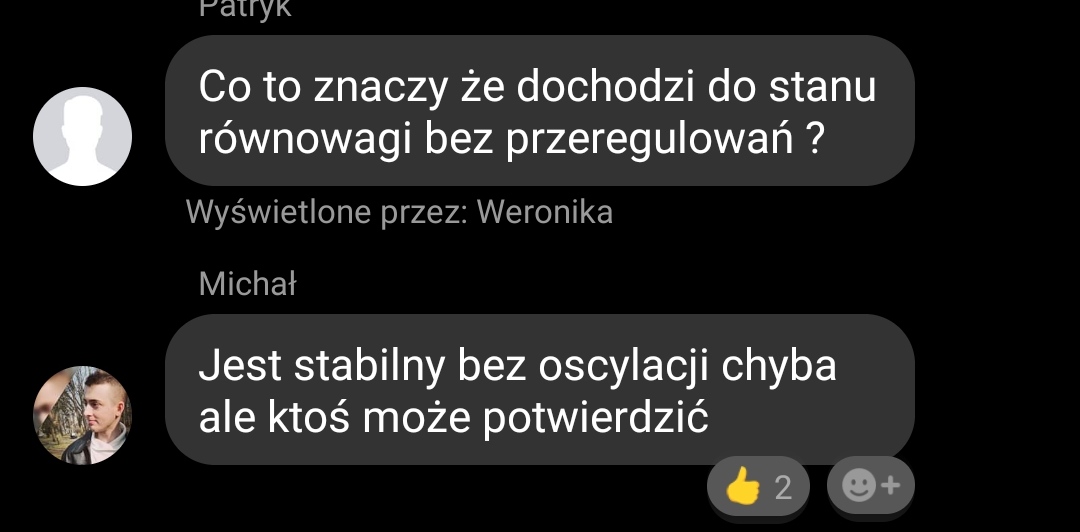 Patryk
Co to znaczy że dochodzi do stanu
równowagi bez przeregulowań ?
Wyświetlone przez: Weronika
Michał
Jest stabilny bez oscylacji chyba
ale ktoś może potwierdzić
👍 2